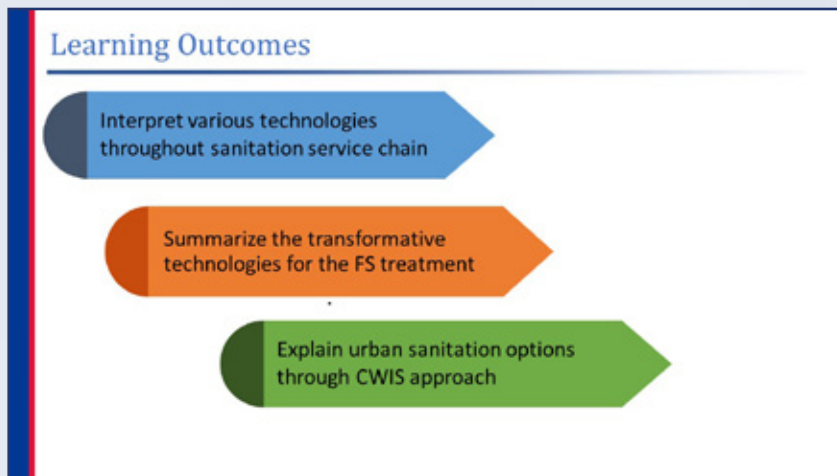 Learning Outcomes
Interpret various technologies
throughout sanitation service chain
Summarize the transformative
technologies for the FS treatment
Explain urban sanitation options
through CWIS approach